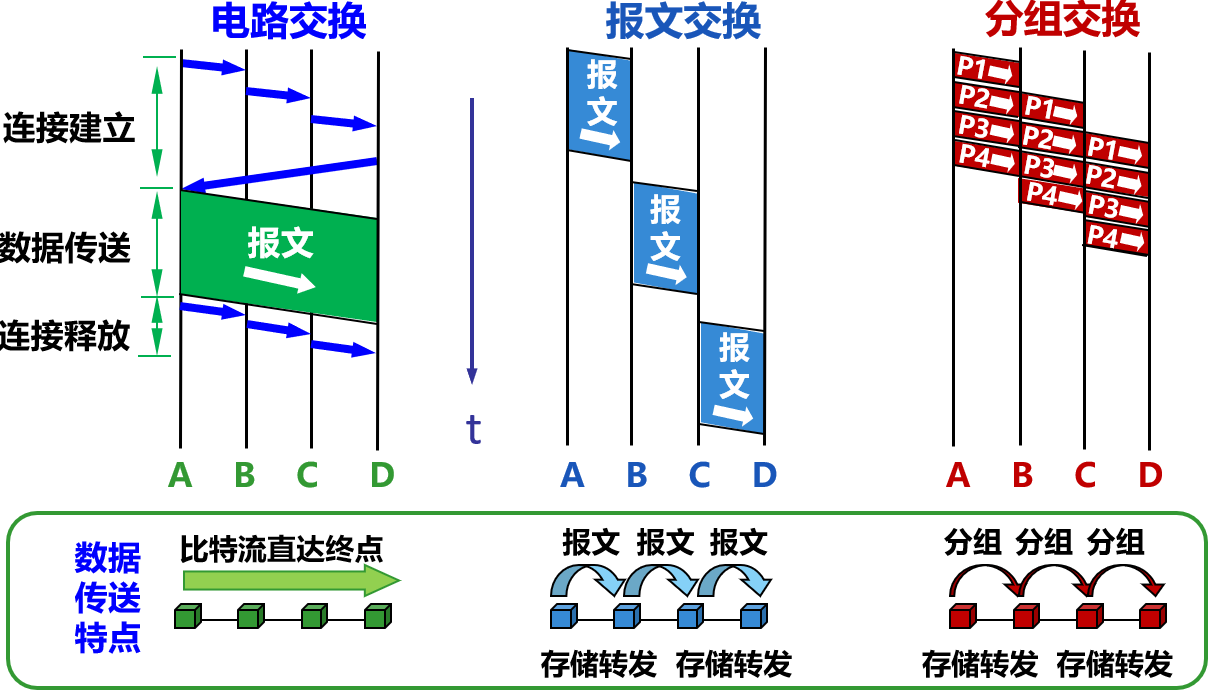 电路交换
报文交换
分组交换
连接建立
数据传送
连接释放
报文
t
报
文
报
文
报
文
P1
P2
P3
P4
P1
P2
P3
P4
P1
P2
P3
P4
A B C D
A B C D
A B C D
数据
传送
特点
比特流直达终点
报文 报文 报文
存储转发 存储转发
分组 分组 分组
存储转发 存储转发